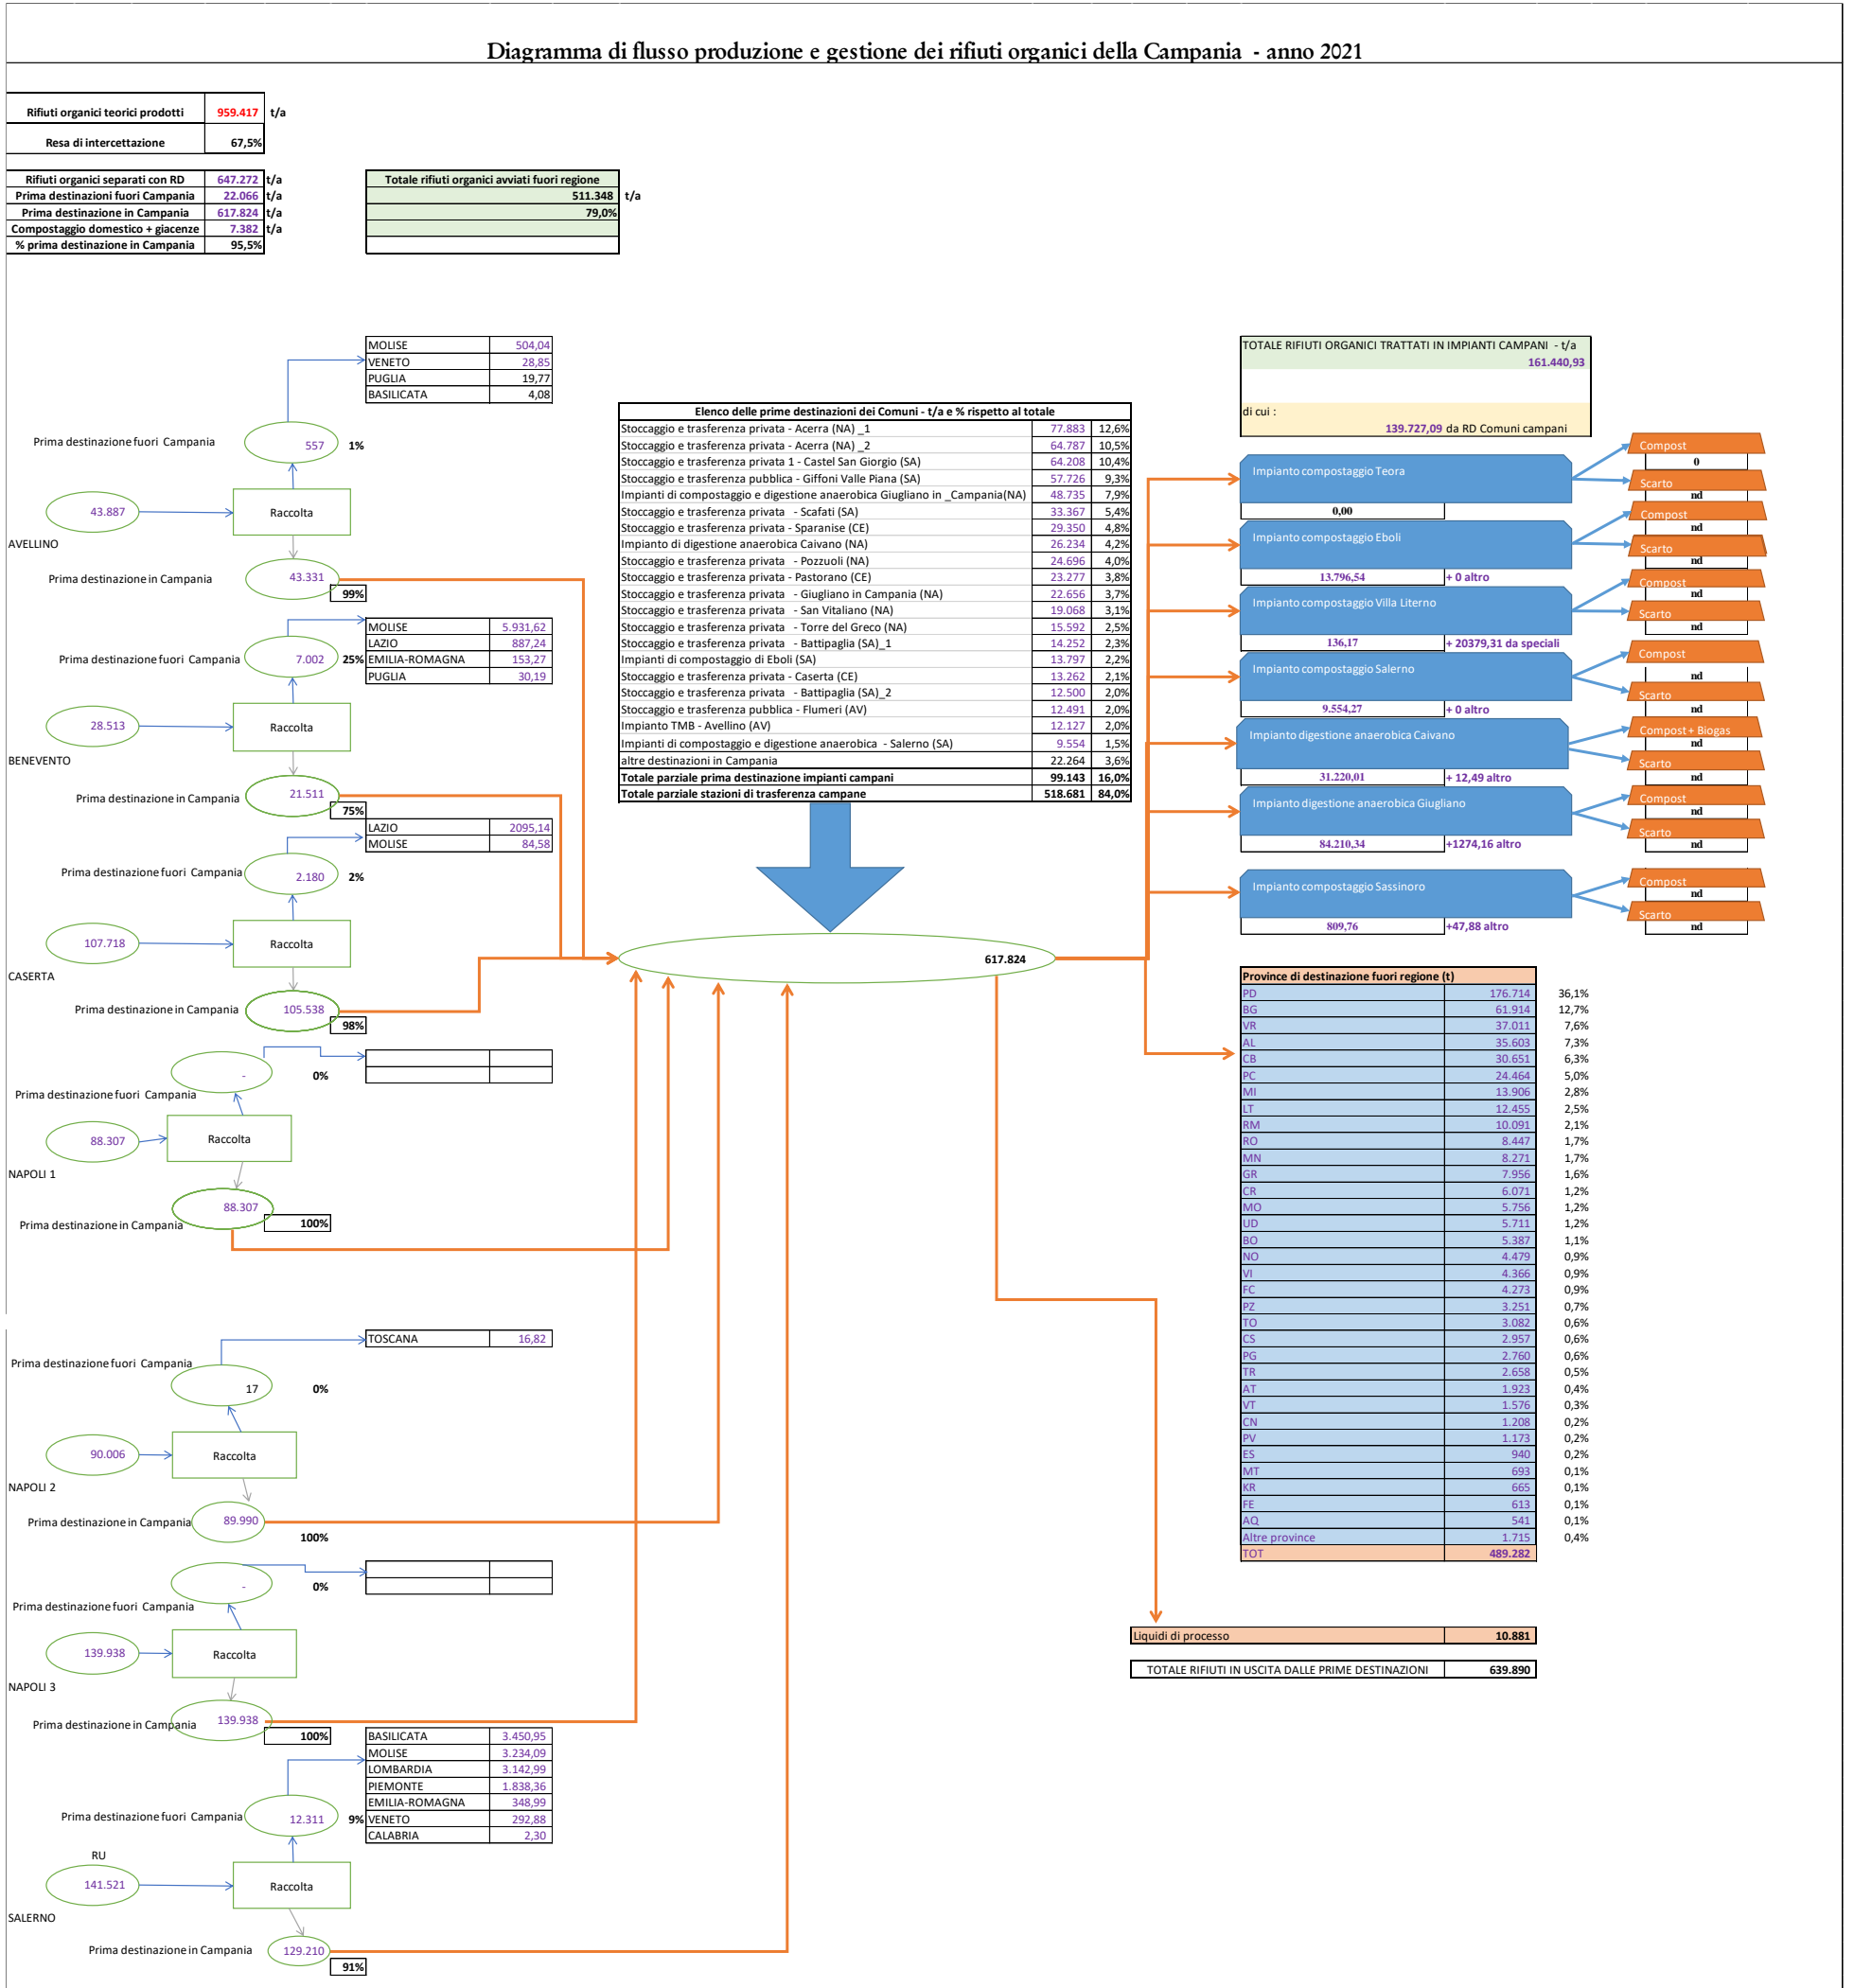 Diagramma di flusso produzione e gestione dei rifiuti organici della Campania - anno 2021
Rifiuti organici teorici prodotti 959.417 t/a
Resa di intercettazione 67,5%
Rifiuti organici separati con RD 647.272 t/a
Prima destinazioni fuori Campania 22.066 t/a
Prima destinazione in Campania 617.824 t/a
Compostaggio domestico + giacenze 7.382 t/a
% prima destinazione in Campania 95,5%
Totale rifiuti organici avviati fuori regione
511.348 t/a
79,0%
MOLISE 504,04
VENETO 28,85
PUGLIA 19,77
BASILICATA 4,08
Prima destinazione fuori Campania 557 1%
43.887 Raccolta
AVELLINO
Prima destinazione in Campania 43.331
99%
MOLISE 5.931,62
LAZIO 887,24
EMILIA-ROMAGNA 153,27
PUGLIA 30,19
Prima destinazione fuori Campania 7.002 25%
28.513 Raccolta
BENEVENTO
Prima destinazione in Campania 21.511
75%
LAZIO 2095,14
MOLISE 84,58
Prima destinazione fuori Campania 2.180 2%
107.718 Raccolta
CASERTA
Prima destinazione in Campania 105.538
98%
- 0%
Prima destinazione fuori Campania
88.307 Raccolta
NAPOLI 1
88.307
Prima destinazione in Campania 100%
TOSCANA 16,82
Prima destinazione fuori Campania
17 0%
90.006 Raccolta
NAPOLI 2
Prima destinazione in Campania 89.990
100%
- 0%
Prima destinazione fuori Campania
139.938 Raccolta
NAPOLI 3
Prima destinazione in Campania 139.938
100%
BASILICATA 3.450,95
MOLISE 3.234,09
LOMBARDIA 3.142,99
PIEMONTE 1.838,36
EMILIA-ROMAGNA 348,99
VENETO 292,88
CALABRIA 2,30
Prima destinazione fuori Campania 12.311 9%
RU
141.521 Raccolta
SALERNO
Prima destinazione in Campania 129.210
91%
Elenco delle prime destinazioni dei Comuni - t/a e % rispetto al totale
Stoccaggio e trasferenza privata - Acerra (NA) _1 77.883 12,6%
Stoccaggio e trasferenza privata - Acerra (NA) _2 64.787 10,5%
Stoccaggio e trasferenza privata 1 - Castel San Giorgio (SA) 64.208 10,4%
Stoccaggio e trasferenza pubblica - Giffoni Valle Piana (SA) 57.726 9,3%
Impianti di compostaggio e digestione anaerobica Giugliano in _Campania(NA) 48.735 7,9%
Stoccaggio e trasferenza privata - Scafati (SA) 33.367 5,4%
Stoccaggio e trasferenza privata - Sparanise (CE) 29.350 4,8%
Impianto di digestione anaerobica Caivano (NA) 26.234 4,2%
Stoccaggio e trasferenza privata - Pozzuoli (NA) 24.696 4,0%
Stoccaggio e trasferenza privata - Pastorano (CE) 23.277 3,8%
Stoccaggio e trasferenza privata - Giugliano in Campania (NA) 22.656 3,7%
Stoccaggio e trasferenza privata - San Vitaliano (NA) 19.068 3,1%
Stoccaggio e trasferenza privata - Torre del Greco (NA) 15.592 2,5%
Stoccaggio e trasferenza privata - Battipaglia (SA)_1 14.252 2,3%
Impianti di compostaggio di Eboli (SA) 13.797 2,2%
Stoccaggio e trasferenza privata - Caserta (CE) 13.262 2,1%
Stoccaggio e trasferenza privata - Battipaglia (SA)_2 12.500 2,0%
Stoccaggio e trasferenza pubblica - Flumeri (AV) 12.491 2,0%
Impianto TMB - Avellino (AV) 12.127 2,0%
Impianti di compostaggio e digestione anaerobica - Salerno (SA) 9.554 1,5%
altre destinazioni in Campania 22.264 3,6%
Totale parziale prima destinazione impianti campani 99.143 16,0%
Totale parziale stazioni di trasferenza campane 518.681 84,0%
617.824
TOTALE RIFIUTI ORGANICI TRATTATI IN IMPIANTI CAMPANI - t/a
161.440,93
di cui :
139.727,09 da RD Comuni campani
Impianto compostaggio Teora
0,00
Compost
0
Scarto
nd
Impianto compostaggio Eboli
13.796,54 + 0 altro
Compost
nd
Scarto
nd
Impianto compostaggio Villa Literno
136,17 + 20379,31 da speciali
Compost
nd
Scarto
nd
Impianto compostaggio Salerno
9.554,27 + 0 altro
Compost
nd
Scarto
nd
Impianto digestione anaerobica Caivano
31.220,01 + 12,49 altro
Compost+ Biogas
nd
Scarto
nd
Impianto digestione anaerobica Giugliano
84.210,34 +1274,16 altro
Compost
nd
Scarto
nd
Impianto compostaggio Sassinoro
809,76 +47,88 altro
Compost
nd
Scarto
nd
Province di destinazione fuori regione (t)
PD 176.714 36,1%
BG 61.914 12,7%
VR 37.011 7,6%
AL 35.603 7,3%
CB 30.651 6,3%
PC 24.464 5,0%
MI 13.906 2,8%
LT 12.455 2,5%
RM 10.091 2,1%
RO 8.447 1,7%
MN 8.271 1,7%
GR 7.956 1,6%
CR 6.071 1,2%
MO 5.756 1,2%
UD 5.711 1,2%
BO 5.387 1,1%
NO 4.479 0,9%
VI 4.366 0,9%
FC 4.273 0,9%
PZ 3.251 0,7%
TO 3.082 0,6%
CS 2.957 0,6%
PG 2.760 0,6%
TR 2.658 0,5%
AT 1.923 0,4%
VT 1.576 0,3%
CN 1.208 0,2%
PV 1.173 0,2%
ES 940 0,2%
MT 693 0,1%
KR 665 0,1%
FE 613 0,1%
AQ 541 0,1%
Altre province 1.715 0,4%
TOT 489.282
Liquidi di processo 10.881
TOTALE RIFIUTI IN USCITA DALLE PRIME DESTINAZIONI 639.890